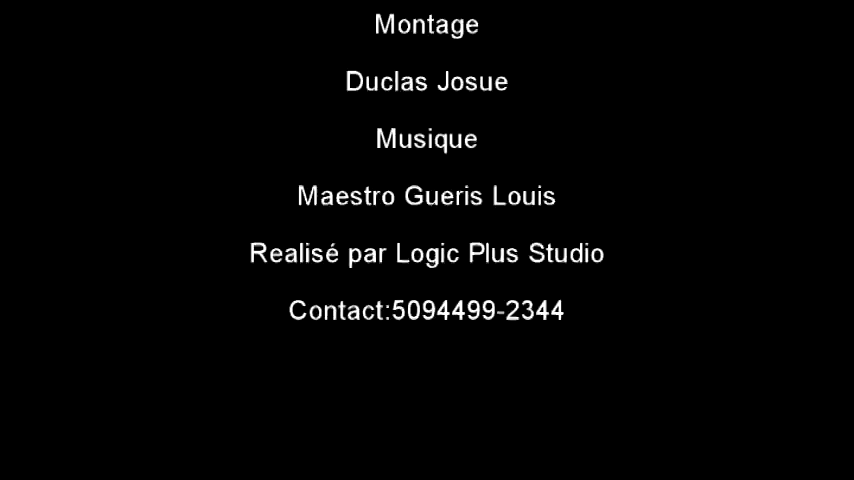 Montage
Duclas Josue
Musique
Maestro Gueris Louis
Realisé par Logic Plus Studio
Contact:5094499-2344